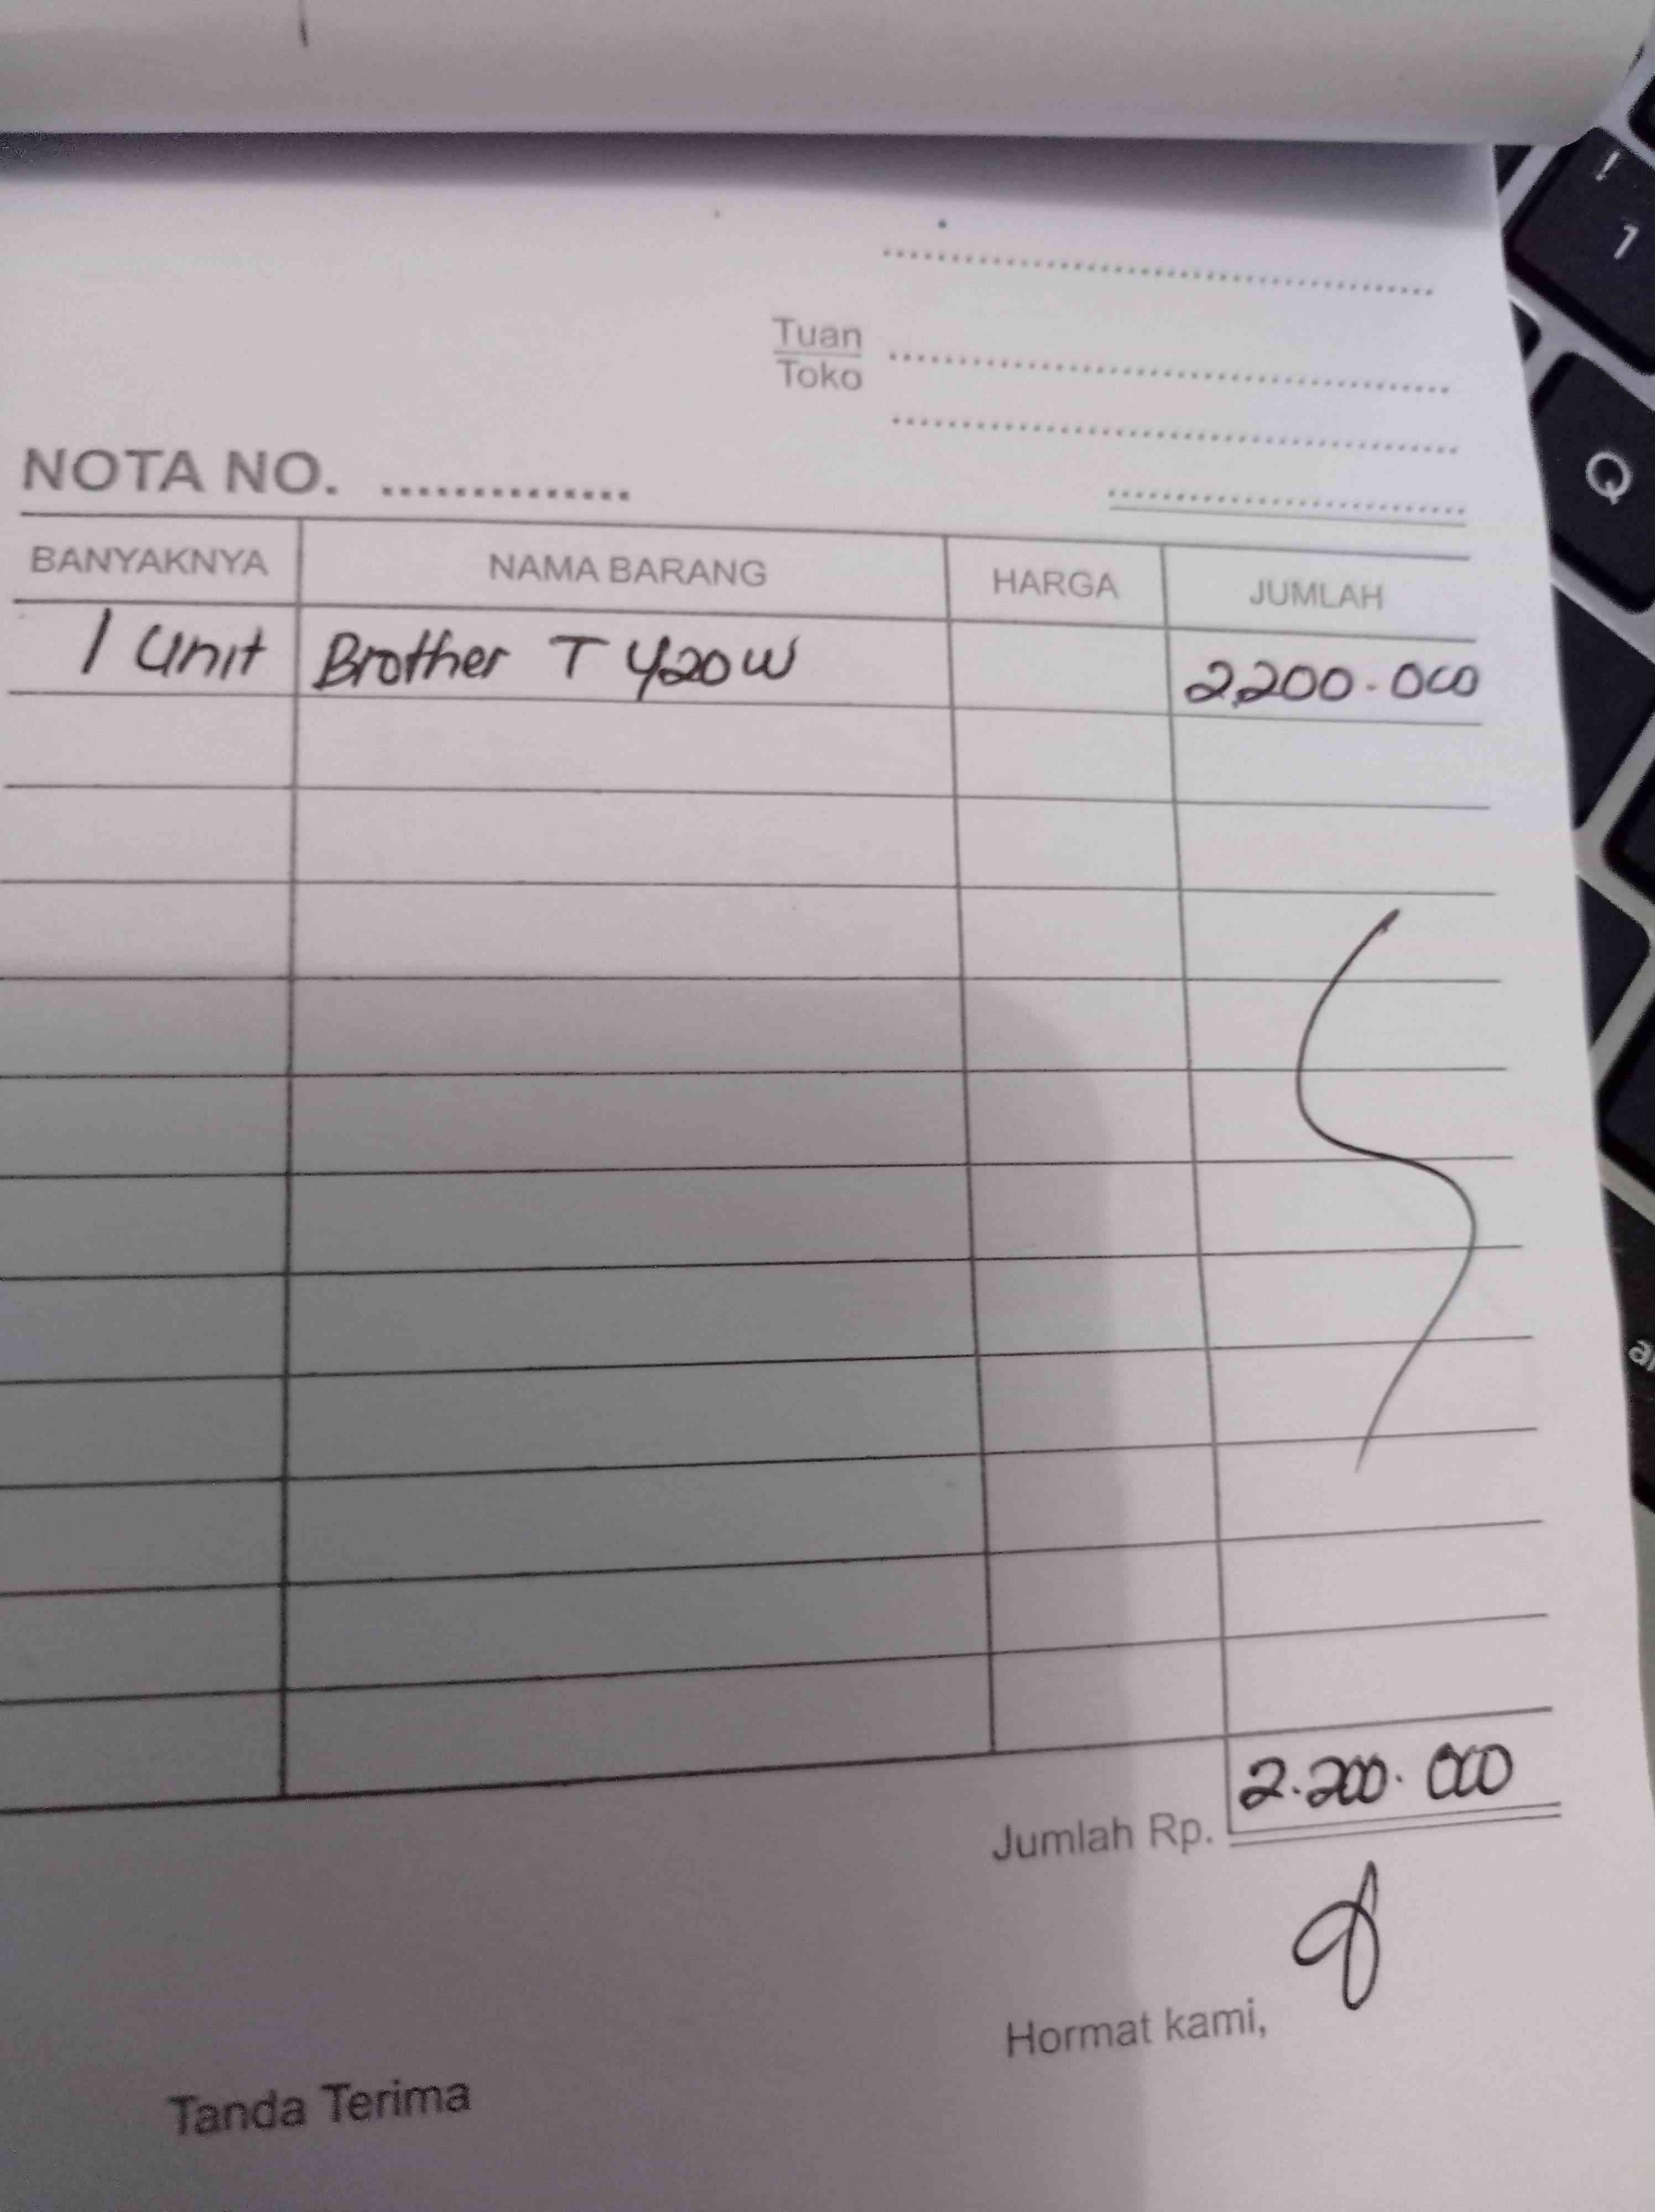 Tuan
Toko
NOTA NO. ..............
BANYAKNYA NAMA BARANG HARGA JUMLAH
1 Unit Brother T 420W 2.200.000
Jumlah Rp. 2.200.000
Hormat kami,
Tanda Terima
!
1
Q